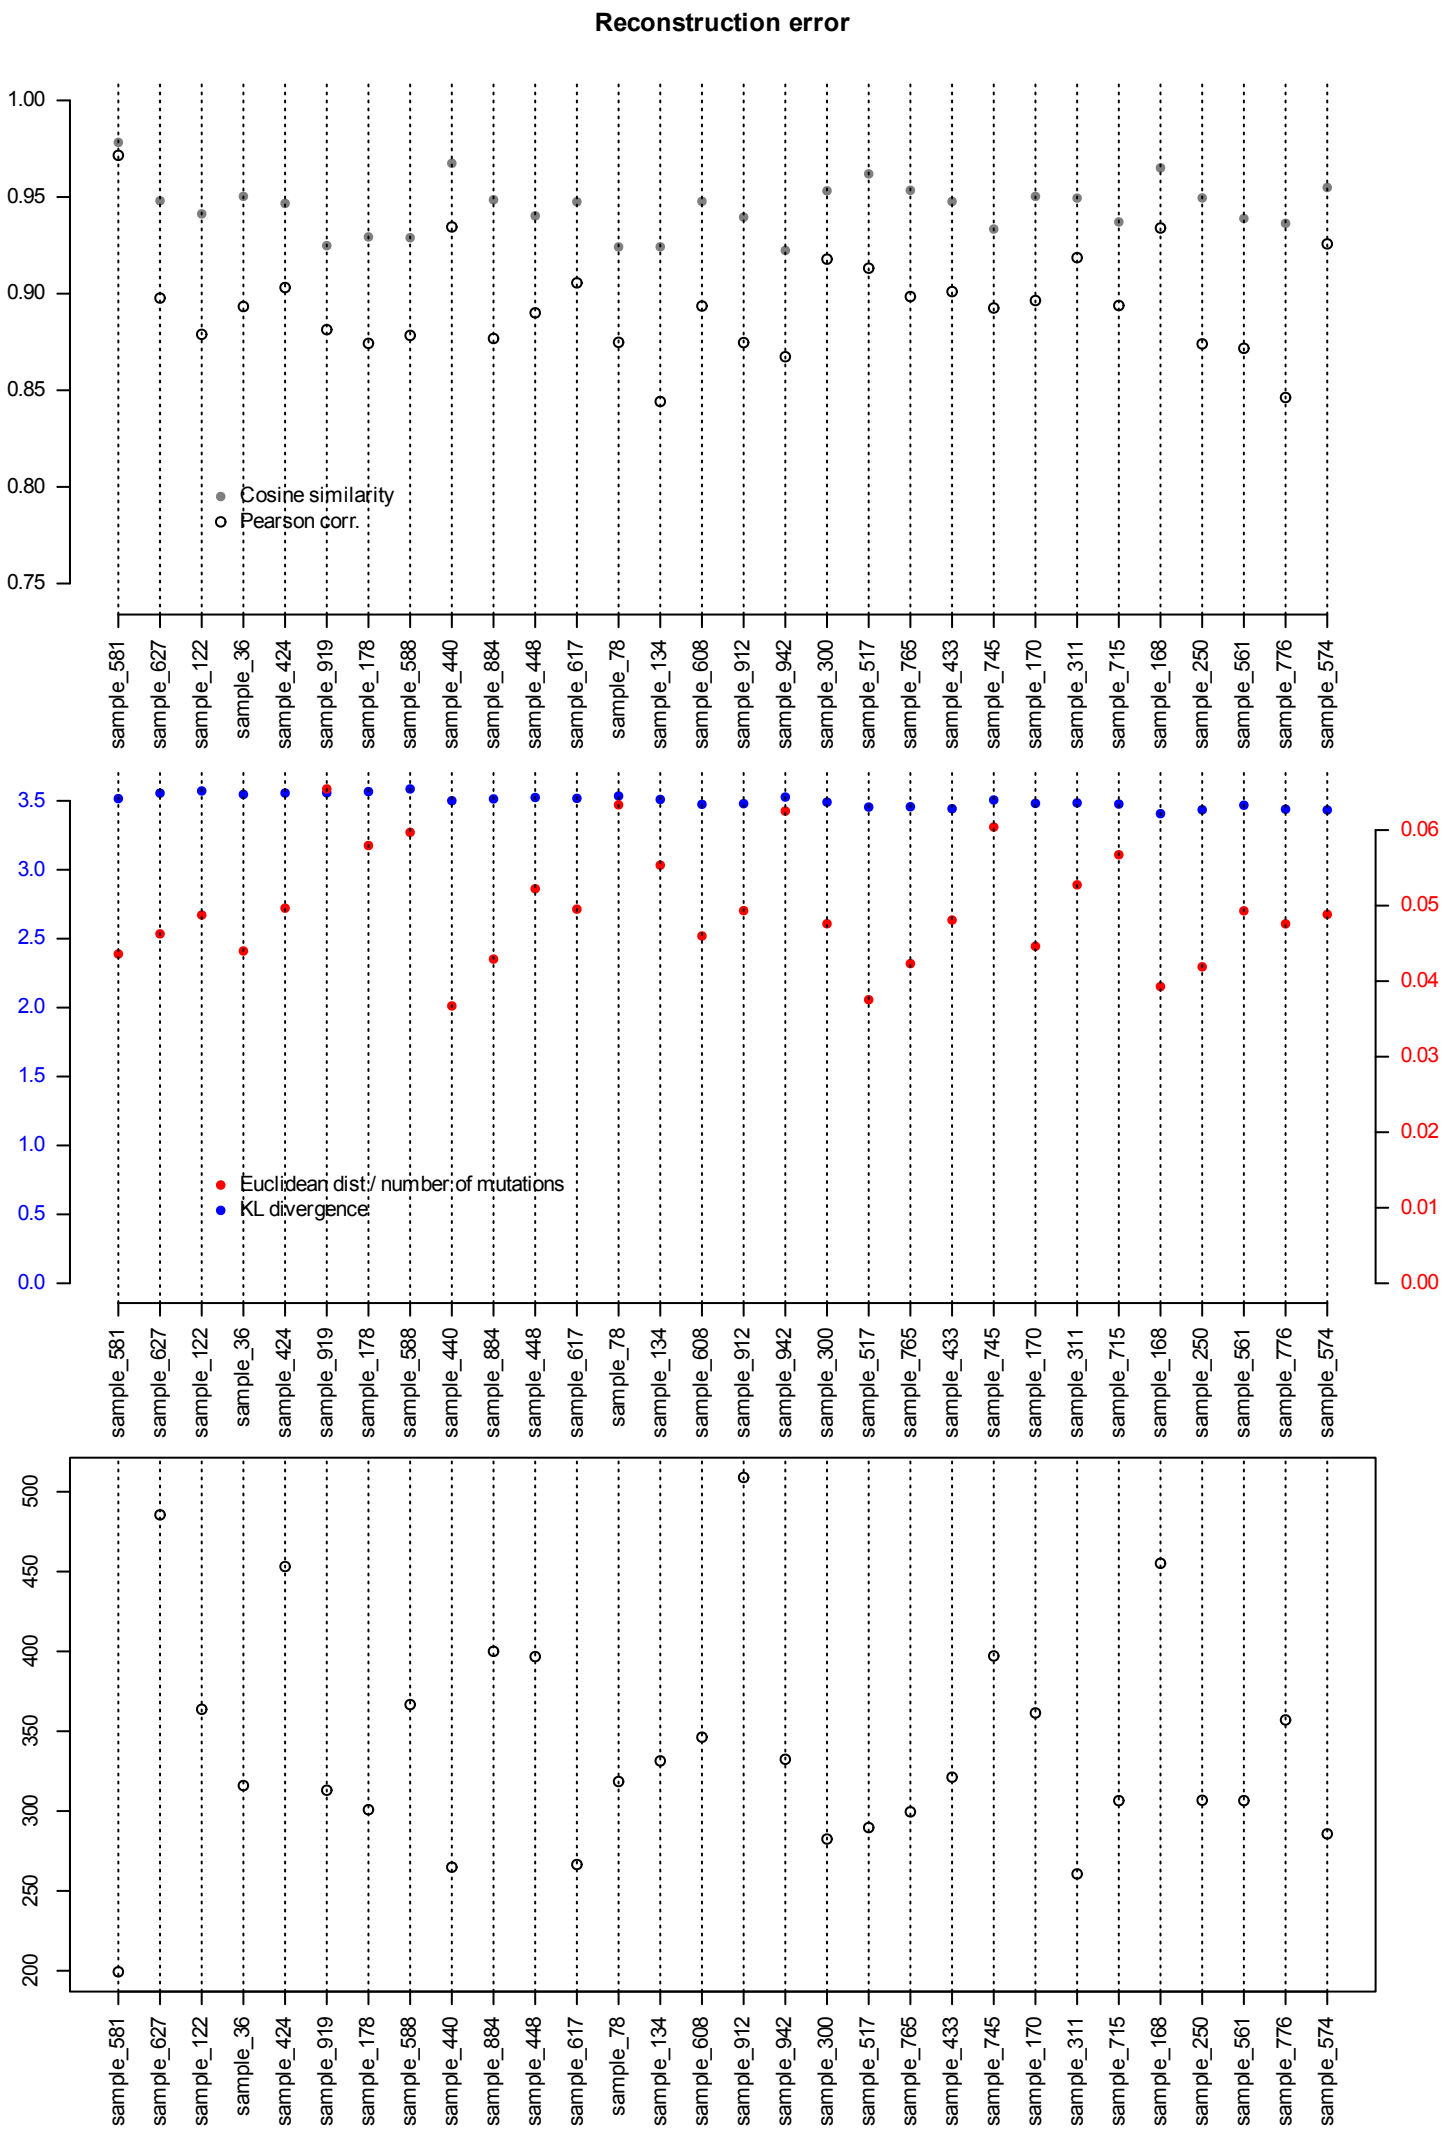 Reconstruction error
1.00
0.95
0.90
0.85
0.80
0.75
Cosine similarity
Pearson corr.
sample_581
sample_627
sample_122
sample_36
sample_424
sample_919
sample_178
sample_588
sample_440
sample_884
sample_448
sample_617
sample_78
sample_134
sample_608
sample_912
sample_942
sample_300
sample_517
sample_765
sample_433
sample_745
sample_170
sample_311
sample_715
sample_168
sample_250
sample_561
sample_776
sample_574
3.5
3.0
2.5
2.0
1.5
1.0
0.5
0.0
Euclidean dist./ number of mutations
KL divergence
0.06
0.05
0.04
0.03
0.02
0.01
0.00
sample_581
sample_627
sample_122
sample_36
sample_424
sample_919
sample_178
sample_588
sample_440
sample_884
sample_448
sample_617
sample_78
sample_134
sample_608
sample_912
sample_942
sample_300
sample_517
sample_765
sample_433
sample_745
sample_170
sample_311
sample_715
sample_168
sample_250
sample_561
sample_776
sample_574
500
450
400
350
300
250
200
sample_581
sample_627
sample_122
sample_36
sample_424
sample_919
sample_178
sample_588
sample_440
sample_884
sample_448
sample_617
sample_78
sample_134
sample_608
sample_912
sample_942
sample_300
sample_517
sample_765
sample_433
sample_745
sample_170
sample_311
sample_715
sample_168
sample_250
sample_561
sample_776
sample_574